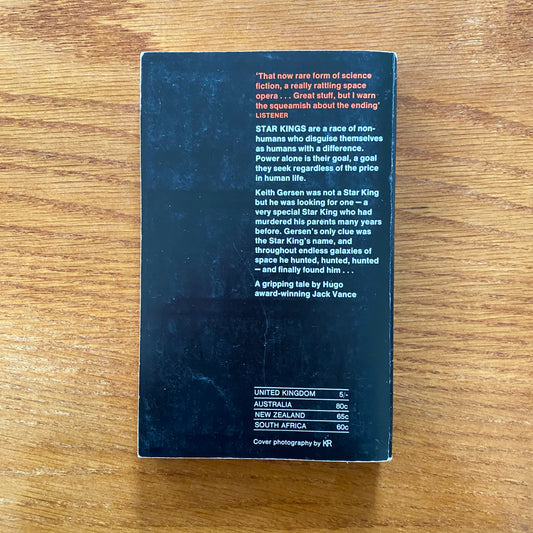 'That now rare form of science
fiction, a really rattling space
opera . . . Great stuff, but I warn
the squeamish about the ending'
LISTENER
STAR KINGS are a race of non-
humans who disguise themselves
as humans with a difference.
Power alone is their goal, a goal
they seek regardless of the price
in human life.
Keith Gersen was not a Star King
but he was looking for one — a
very special Star King who had
murdered his parents many years
before. Gersen's only clue was
the Star King's name, and
throughout endless galaxies of
space he hunted, hunted, hunted
— and finally found him . . .
A gripping tale by Hugo
award-winning Jack Vance
UNITED KINGDOM 5/-
AUSTRALIA 80c
NEW ZEALAND 65c
SOUTH AFRICA 60c
Cover photography by KR